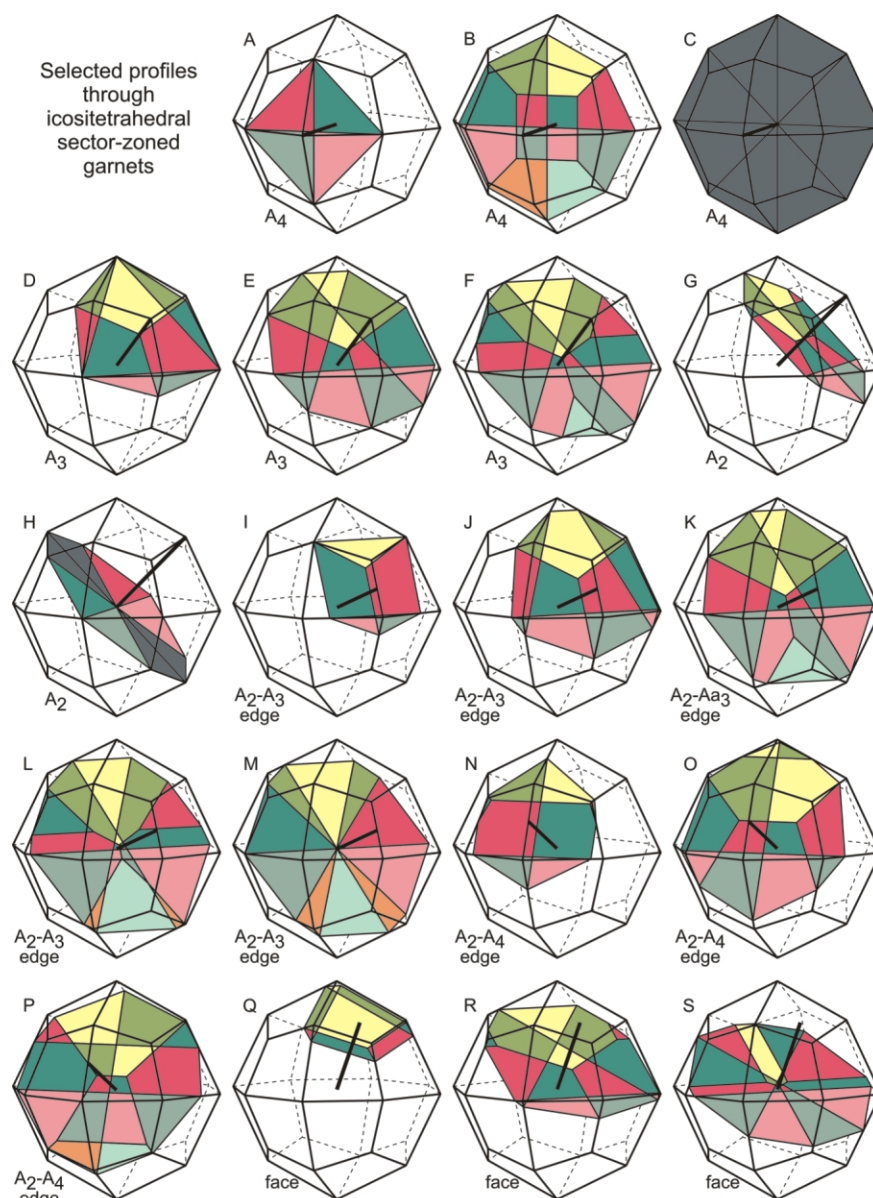 Selected profiles
through
icositetrahedral
sector-zoned
garnets
A
A4
B
A4
C
A4
D
A3
E
A3
F
A3
G
A2
H
A2
I
A2-A3
edge
J
A2-A3
edge
K
A2-Aa3
edge
L
A2-A3
edge
M
A2-A3
edge
N
A2-A4
edge
O
A2-A4
edge
P
A2-A4
edge
Q
face
R
face
S
face